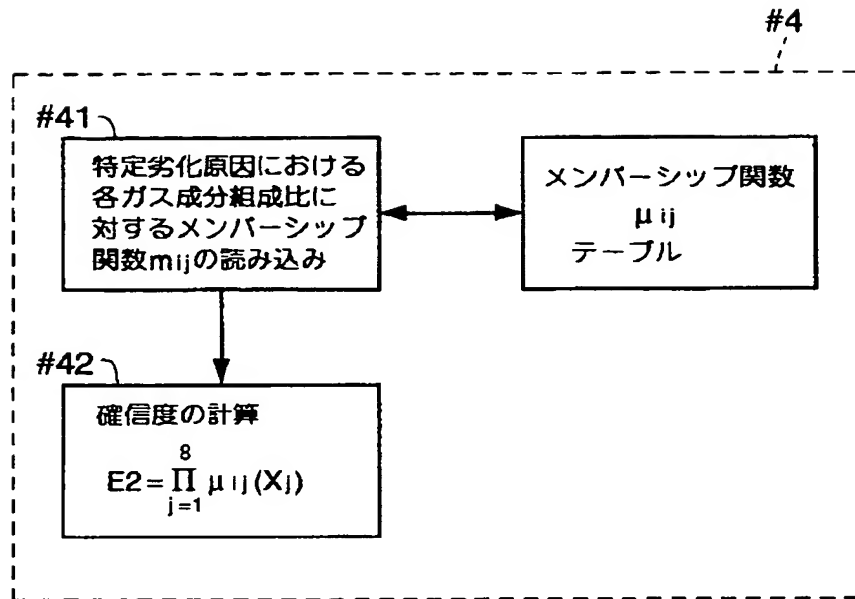 #4
#41
特定劣化原因における
各ガス成分組成比に
対するメンバーシップ
関数mijの読み込み
メンバーシップ関数
μij
テーブル
#42
確信度の計算
8
E2=Π μij(Xj)
j=1